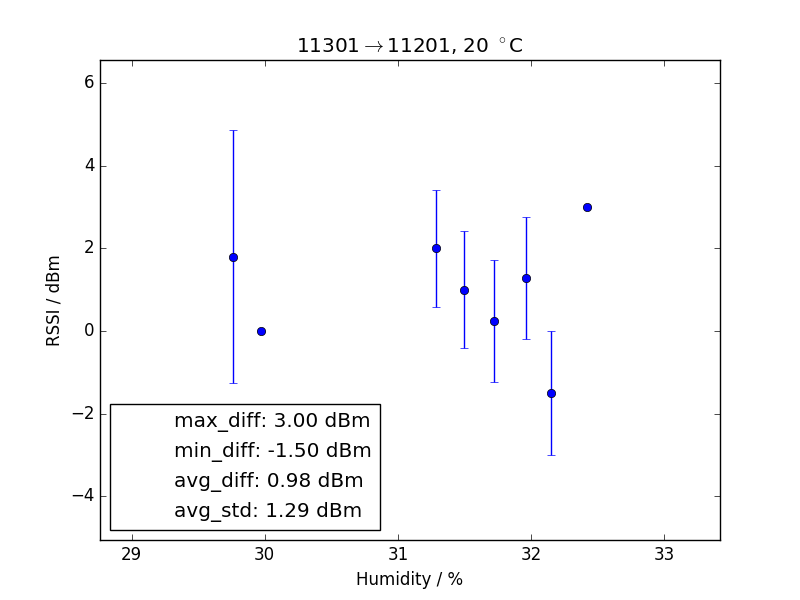 11301→11201, 20 °C
RSSI / dBm
6
4
2
0
−2
−4
max_diff: 3.00 dBm
min_diff: -1.50 dBm
avg_diff: 0.98 dBm
avg_std: 1.29 dBm
29 30 31 32 33
Humidity / %